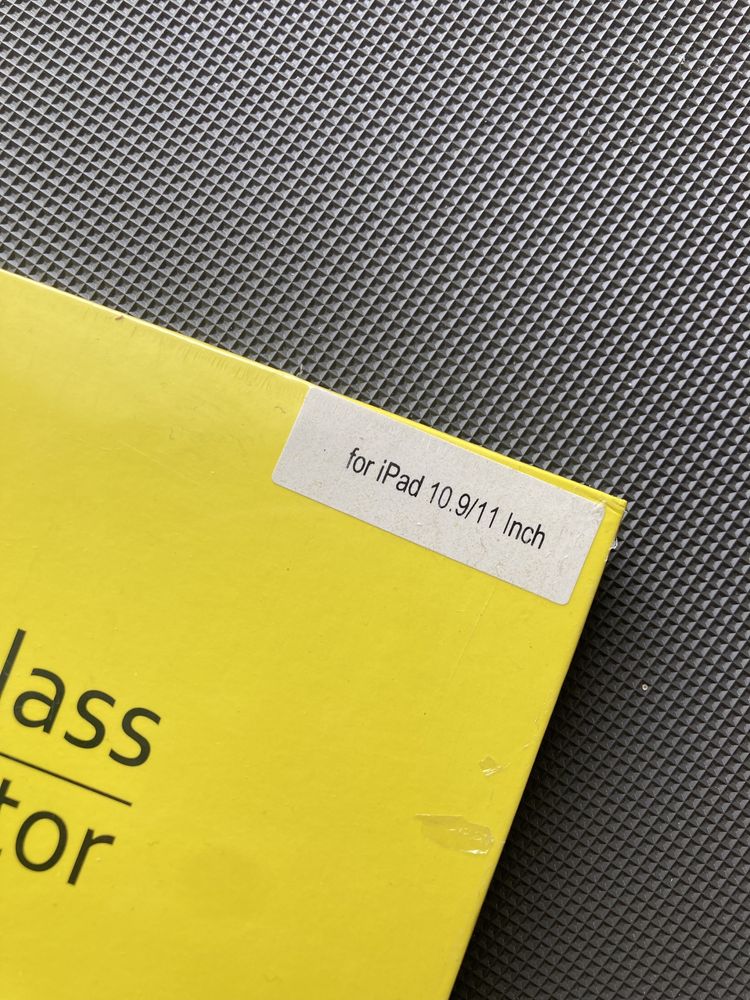 for iPad 10.9/11 Inch
lass
tor